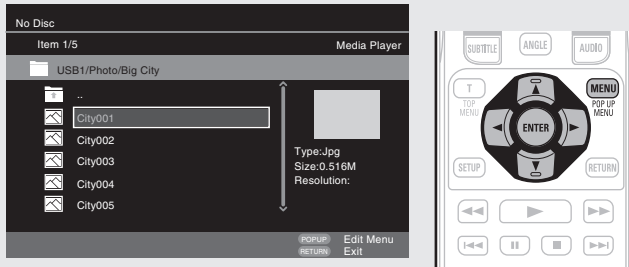 No Disc
Item 1/5 Media Player
USB1/Photo/Big City
..
City001
City002
City003
City004
City005
Type:Jpg
Size:0.516M
Resolution:
POPUP Edit Menu
RETURN Exit
SUBTITLE ANGLE AUDIO
T
TOP
MENU
MENU
POP UP
MENU
ENTER
SETUP RETURN